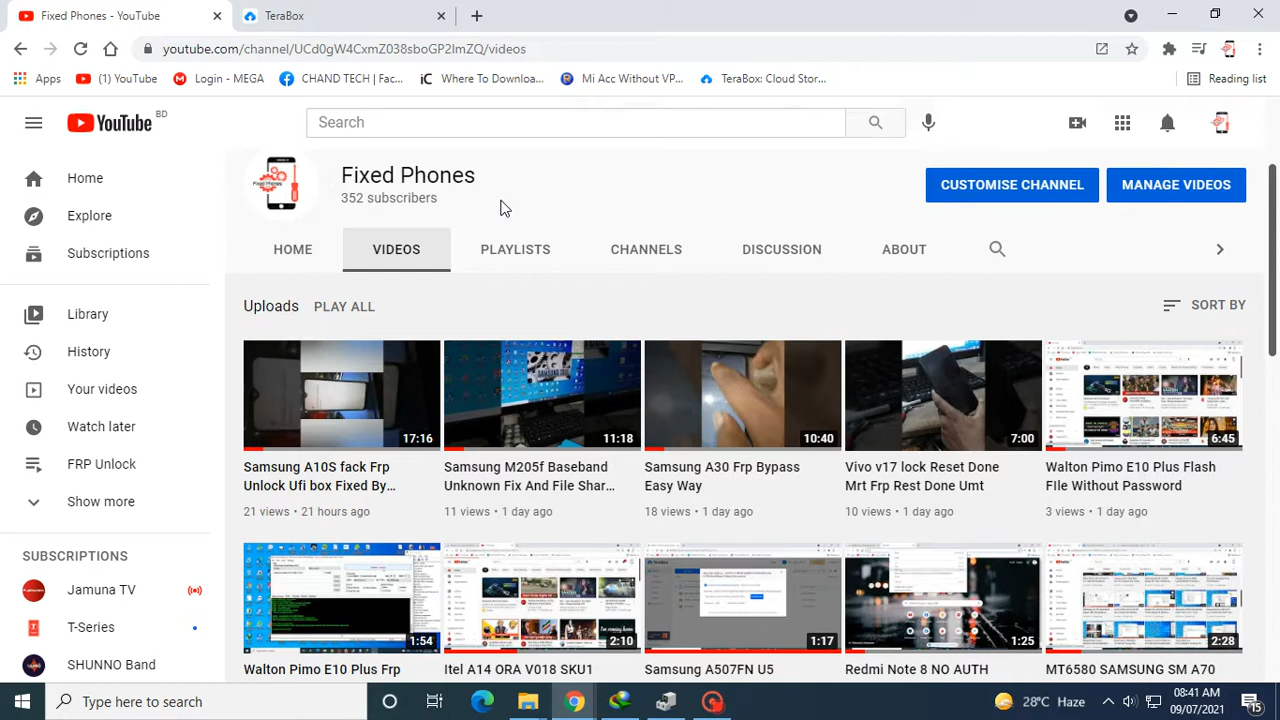 Fixed Phones - YouTube
TeraBox
youtube.com/channel/UCd0gW4CxmZ038sboGP2ImZQ/videos
Apps
(1) YouTube
Login - MEGA
CHAND TECH | Fac...
Where To Downloa...
Mi Acc Without VP...
TeraBox: Cloud Stor...
Reading list
YouTube BD
Search
Fixed Phones
352 subscribers
CUSTOMISE CHANNEL
MANAGE VIDEOS
HOME
VIDEOS
PLAYLISTS
CHANNELS
DISCUSSION
ABOUT
Home
Explore
Subscriptions
Library
History
Your videos
Watch later
FRP Unlock
Show more
SUBSCRIPTIONS
Jamuna TV
T-Series
SHUNNO Band
Uploads
PLAY ALL
SORT BY
17:16
Samsung A10S fack Frp
Unlock Ufi box Fixed By...
21 views • 21 hours ago
11:18
Samsung M205f Baseband
Unknown Fix And File Shar...
11 views • 1 day ago
10:40
Samsung A30 Frp Bypass
Easy Way
18 views • 1 day ago
7:00
Vivo v17 lock Reset Done
Mrt Frp Rest Done Umt
10 views • 1 day ago
6:45
Walton Pimo E10 Plus Flash
FIle Without Password
3 views • 1 day ago
1:54
Walton Pimo E10 Plus Frp
2:10
Itel A14 ORA V018 SKU1
1:17
Samsung A507FN U5
1:25
Redmi Note 8 NO AUTH
2:28
MT6580 SAMSUNG SM A70
Type here to search
28°C Haze
08:41 AM
09/07/2021
15